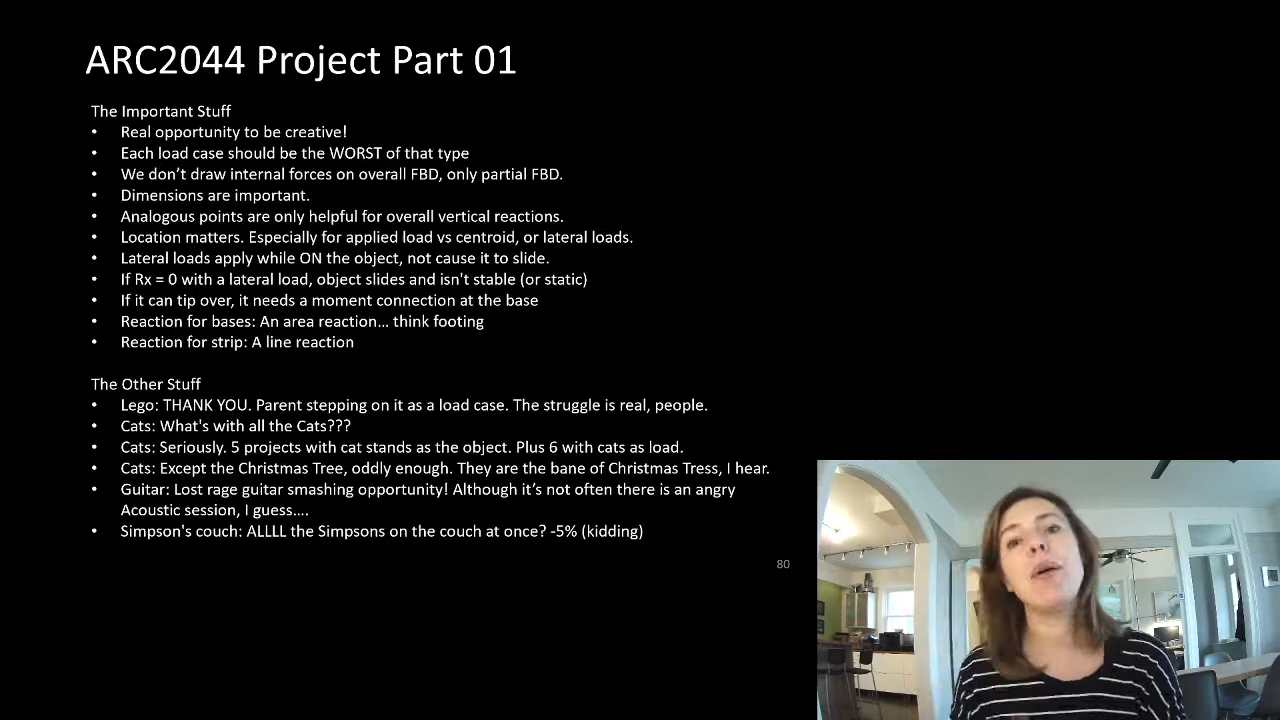 ARC2044 Project Part 01
The Important Stuff
• Real opportunity to be creative!
• Each load case should be the WORST of that type
• We don’t draw internal forces on overall FBD, only partial FBD.
• Dimensions are important.
• Analogous points are only helpful for overall vertical reactions.
• Location matters. Especially for applied load vs centroid, or lateral loads.
• Lateral loads apply while ON the object, not cause it to slide.
• If Rx = 0 with a lateral load, object slides and isn't stable (or static)
• If it can tip over, it needs a moment connection at the base
• Reaction for bases: An area reaction... think footing
• Reaction for strip: A line reaction
The Other Stuff
• Lego: THANK YOU. Parent stepping on it as a load case. The struggle is real, people.
• Cats: What's with all the Cats???
• Cats: Seriously. 5 projects with cat stands as the object. Plus 6 with cats as load.
• Cats: Except the Christmas Tree, oddly enough. They are the bane of Christmas Tress, I hear.
• Guitar: Lost rage guitar smashing opportunity! Although it’s not often there is an angry
Acoustic session, I guess....
• Simpson's couch: ALLLL the Simpsons on the couch at once? -5% (kidding)
80